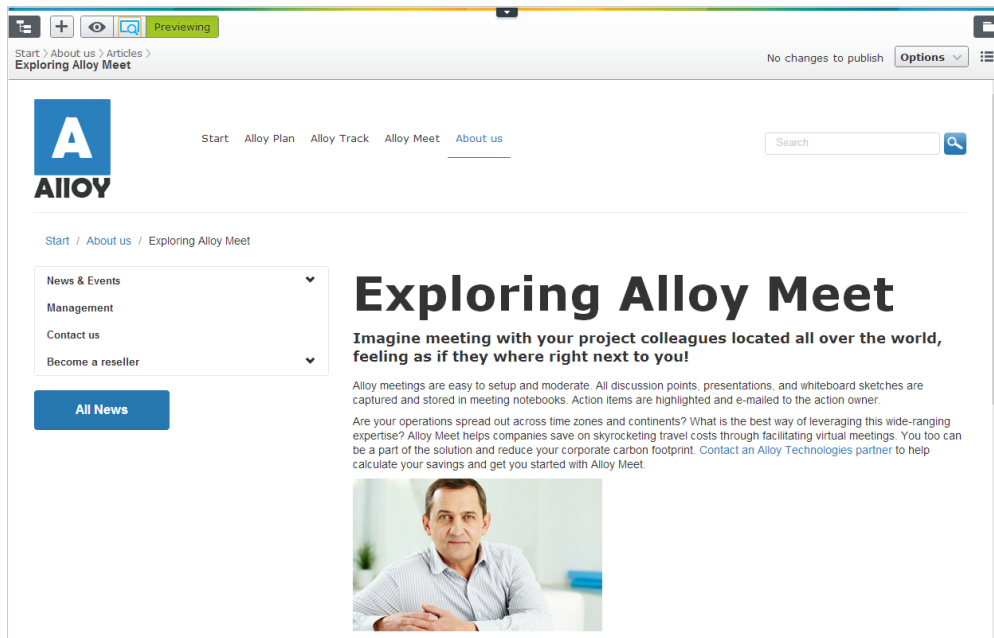 Previewing
Start > About us > Articles >
Exploring Alloy Meet
No changes to publish
Options
A
Alloy
Start Alloy Plan Alloy Track Alloy Meet About us
Search
Start / About us / Exploring Alloy Meet
News & Events
Management
Contact us
Become a reseller
All News
Exploring Alloy Meet
Imagine meeting with your project colleagues located all over the world,
feeling as if they where right next to you!
Alloy meetings are easy to setup and moderate. All discussion points, presentations, and whiteboard sketches are
captured and stored in meeting notebooks. Action items are highlighted and e-mailed to the action owner.
Are your operations spread out across time zones and continents? What is the best way of leveraging this wide-ranging
expertise? Alloy Meet helps companies save on skyrocketing travel costs through facilitating virtual meetings. You too can
be a part of the solution and reduce your corporate carbon footprint. Contact an Alloy Technologies partner to help
calculate your savings and get you started with Alloy Meet.